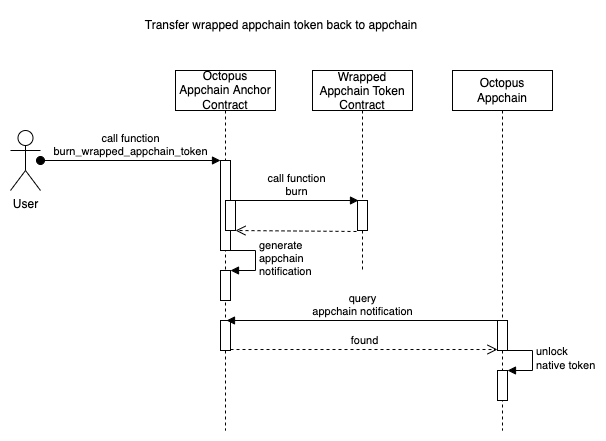 Transfer wrapped appchain token back to appchain
Octopus
Appchain Anchor
Contract
Wrapped
Appchain Token
Contract
Octopus
Appchain
call function
burn_wrapped_appchain_token
User
call function
burn
generate
appchain
notification
query
appchain notification
found
unlock
native token